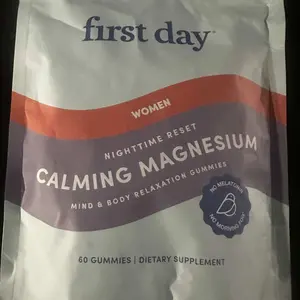 first day
WOMEN
NIGHTTIME RESET
CALMING MAGNESIUM
MIND & BODY RELAXATION GUMMIES
NO MELATONIN
NO MORNING
60 GUMMIES | DIETARY SUPPLEMENT